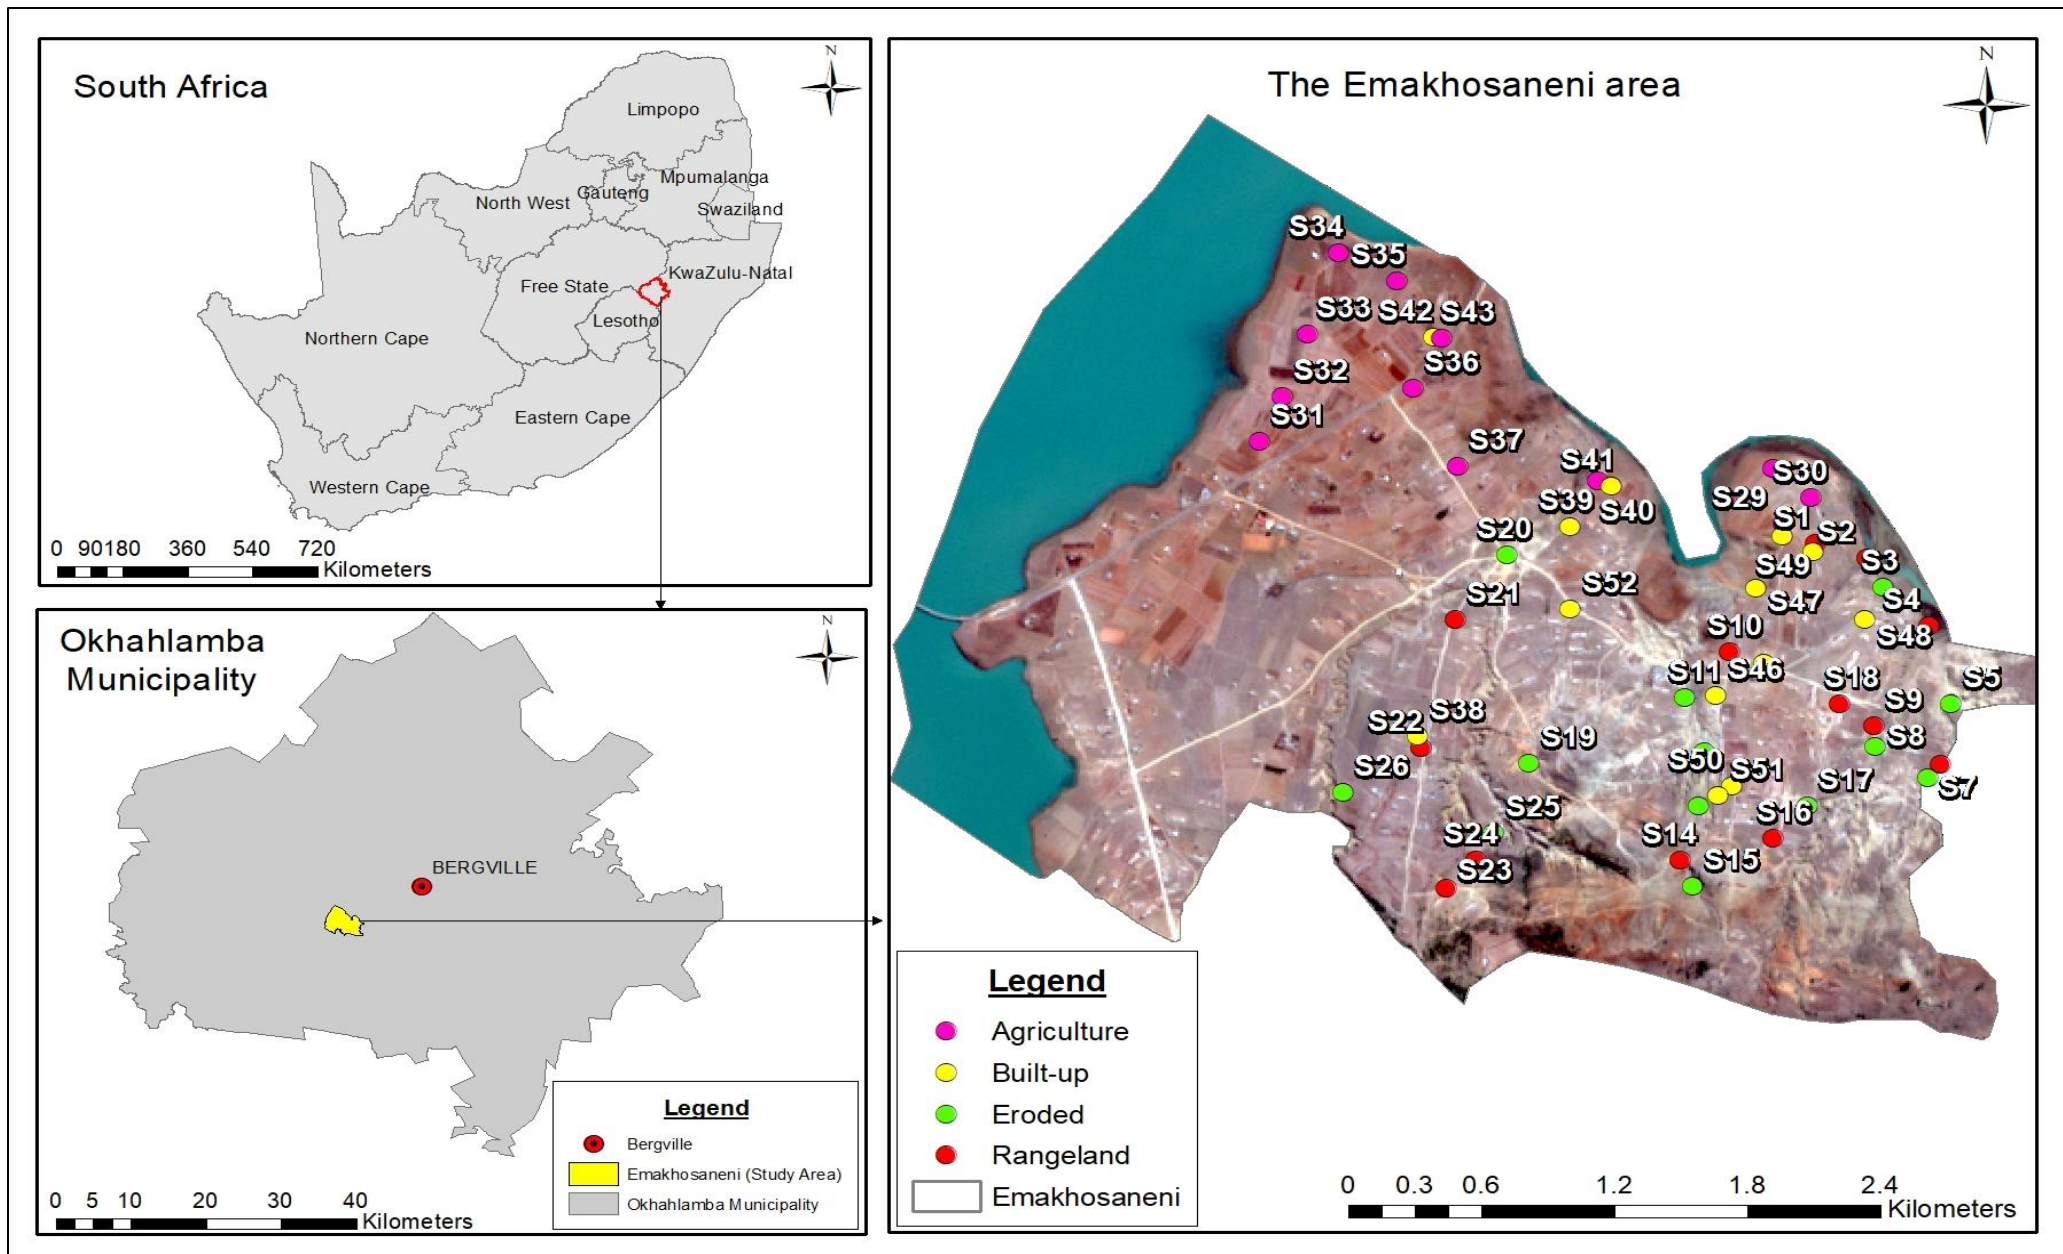 South Africa
N
Limpopo
Mpumalanga
Gauteng
North West
Swaziland
KwaZulu-Natal
Free State
Lesotho
Northern Cape
Eastern Cape
Western Cape
0 90 180 360 540 720
Kilometers
Okhahlamba
Municipality
N
BERGVILLE
Legend
Bergville
Emakhosaneni (Study Area)
Okhahlamba Municipality
0 5 10 20 30 40
Kilometers
The Emakhosaneni area
N
S34
S35
S33
S42
S43
S36
S32
S31
S37
S41
S30
S29
S39
S40
S1
S2
S20
S3
S49
S52
S21
S47
S4
S10
S48
S11
S46
S18
S9
S5
S22
S38
S8
S19
S26
S50
S51
S17
S7
S25
S16
S24
S14
S15
S23
Legend
Agriculture
Built-up
Eroded
Rangeland
Emakhosaneni
0 0.3 0.6 1.2 1.8 2.4
Kilometers